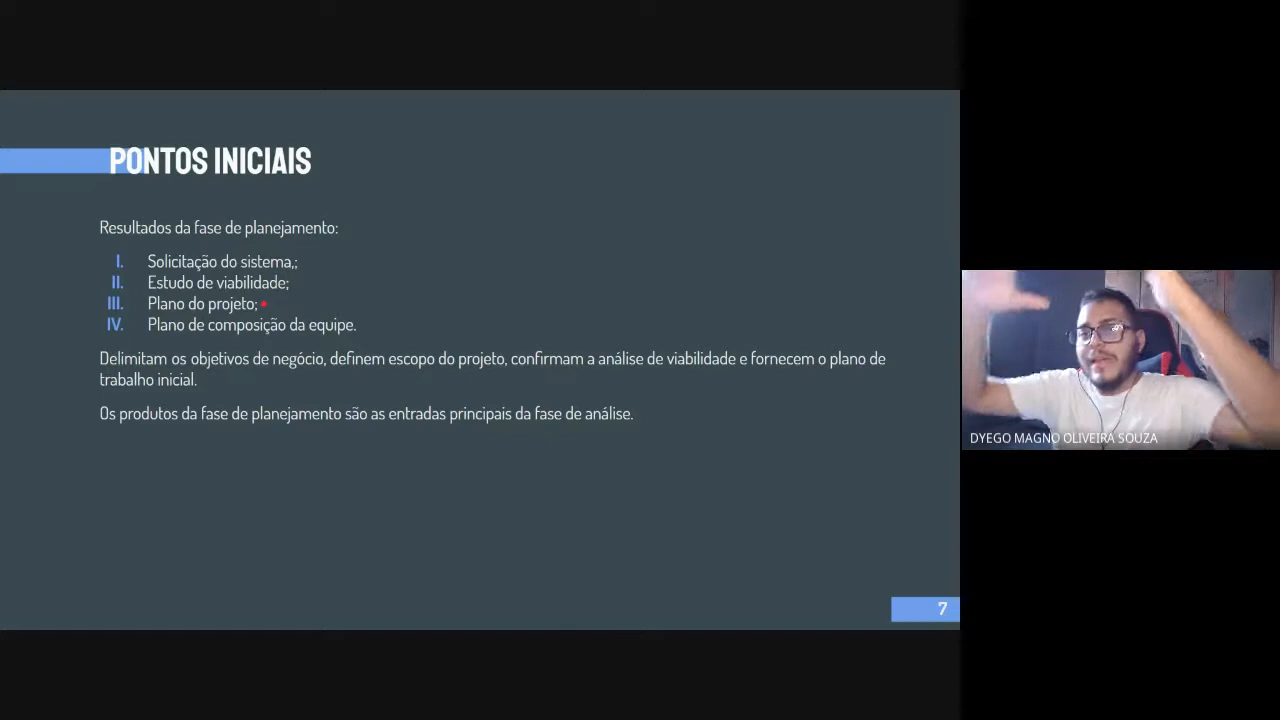 PONTOS INICIAIS
Resultados da fase de planejamento:
I. Solicitação do sistema,;
II. Estudo de viabilidade;
III. Plano do projeto;
IV. Plano de composição da equipe.
Delimitam os objetivos de negócio, definem escopo do projeto, confirmam a análise de viabilidade e fornecem o plano de
trabalho inicial.
Os produtos da fase de planejamento são as entradas principais da fase de análise.
7
DYEGO MAGNO OLIVEIRA SOUZA